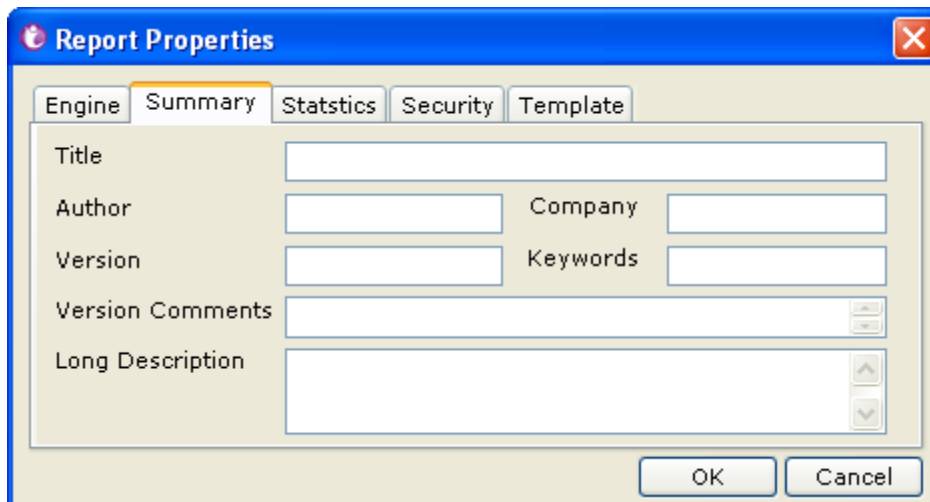 Report Properties
Engine Summary Statstics Security Template
Title
Author Company
Version Keywords
Version Comments
Long Description
OK Cancel